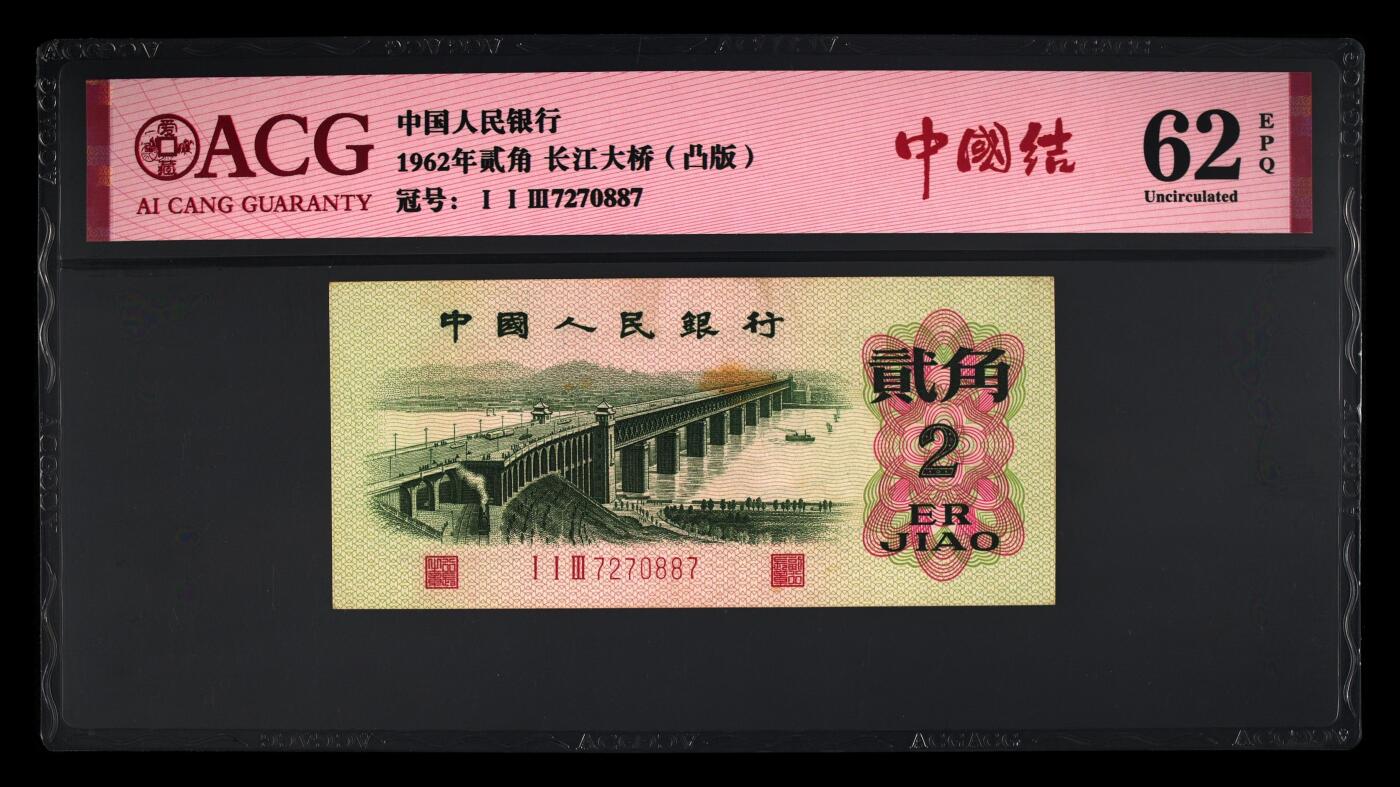 ACG
AI CANG GUARANTY
中国人民银行
1962年贰角 长江大桥（凸版）
冠号：ⅠⅠⅢ7270887
中國结
62
EPQ
Uncirculated
中國人民銀行
貳角
2
ER
JIAO
ⅠⅠⅢ7270887